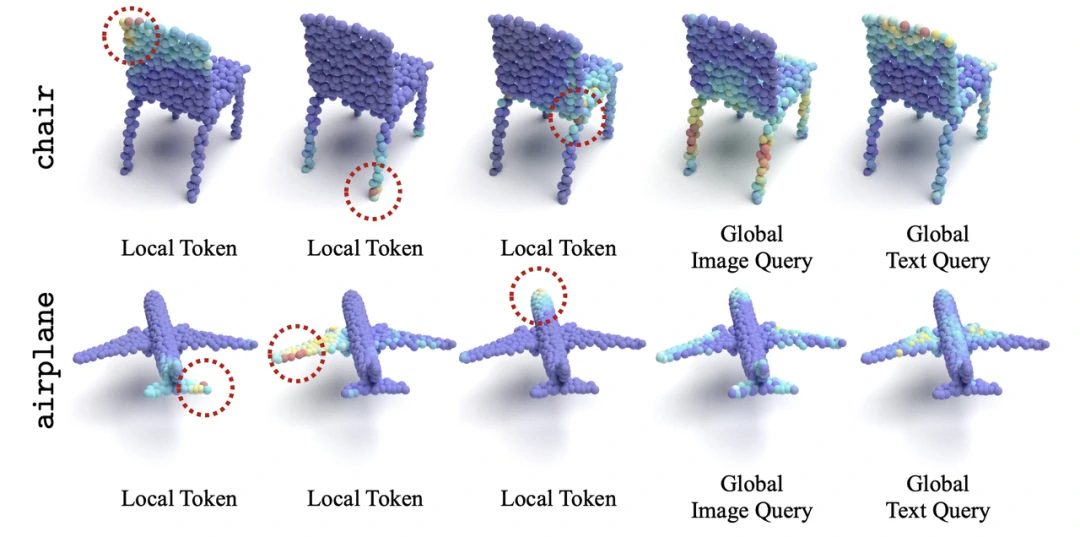 chair
Local Token
Local Token
Local Token
Global
Image Query
Global
Text Query
airplane
Local Token
Local Token
Local Token
Global
Image Query
Global
Text Query